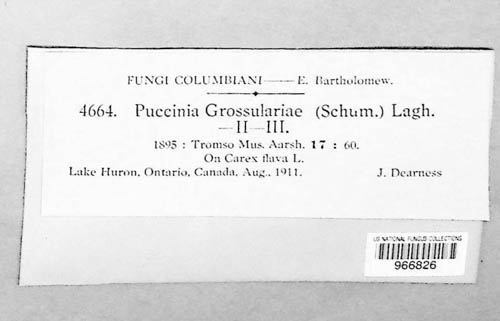 FUNGI COLUMBIANI—E. Bartholomew.
4664. Puccinia Grossulariae (Schum.) Lagh.
—II—III.
1895 : Tromso Mus. Aarsh. 17 : 60.
On Carex flava L.
Lake Huron, Ontario, Canada, Aug., 1911. J. Dearness
US NATIONAL FUNGUS COLLECTIONS
966826